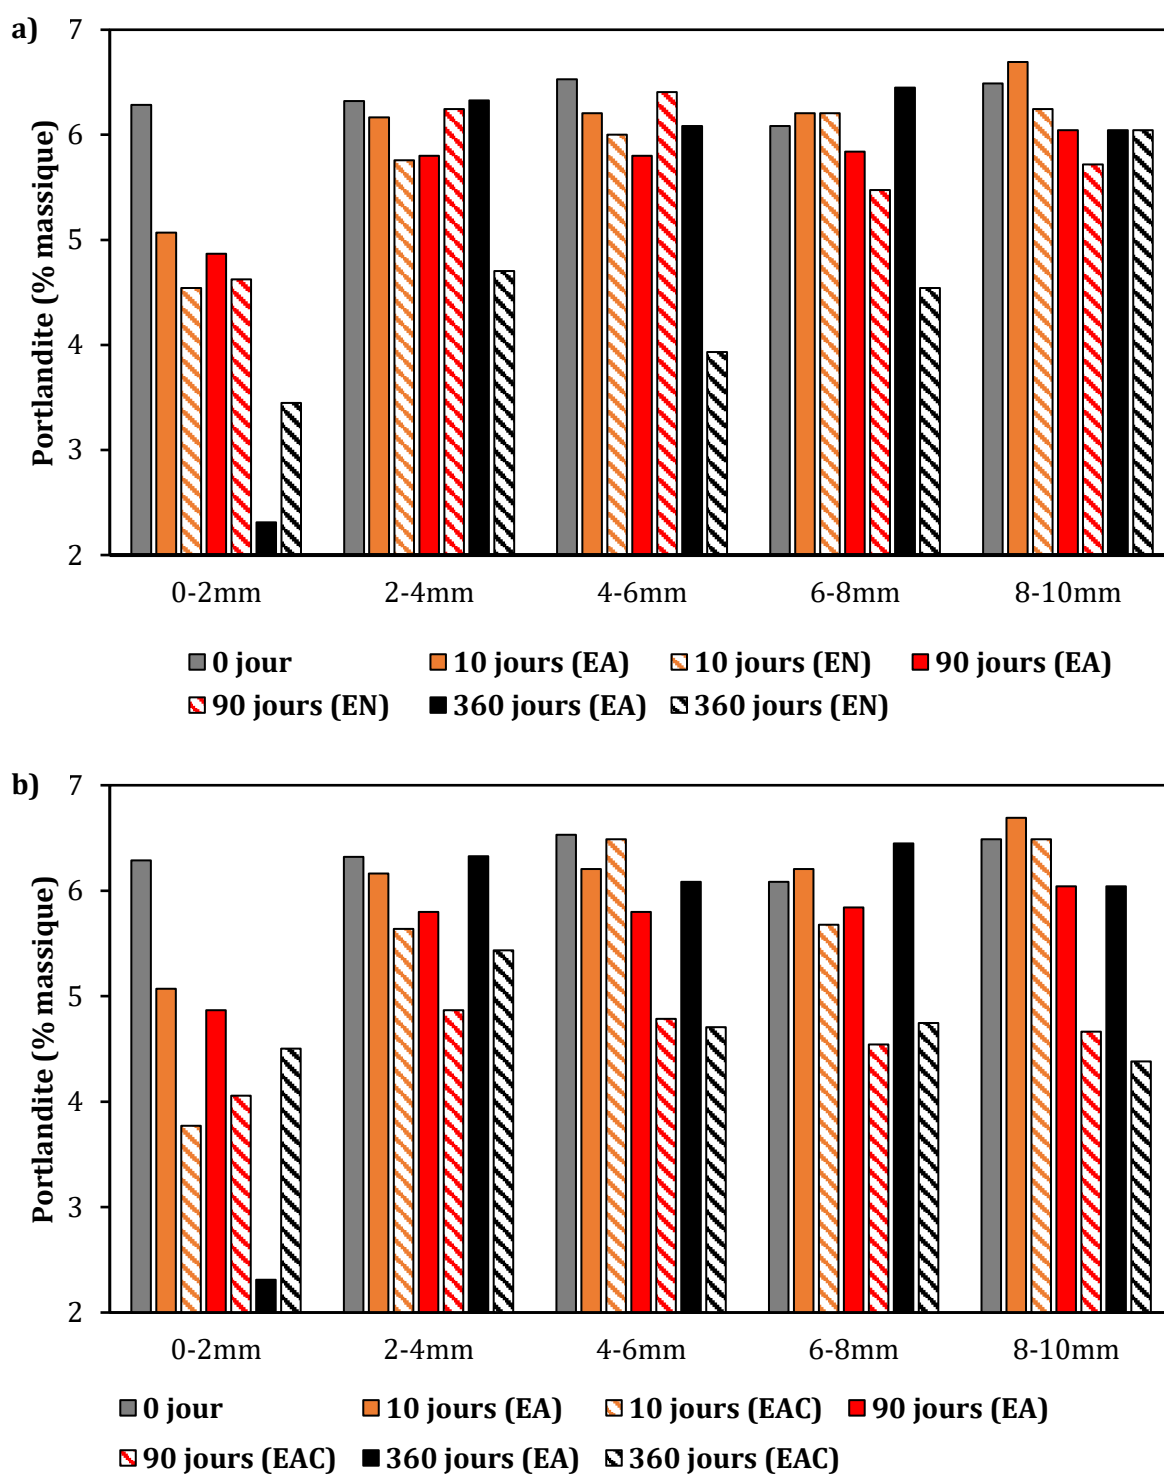 a)
Portlandite (% massique)
7
6
5
4
3
2
0-2mm 2-4mm 4-6mm 6-8mm 8-10mm
0 jour 10 jours (EA) 10 jours (EN) 90 jours (EA)
90 jours (EN) 360 jours (EA) 360 jours (EN)
b)
Portlandite (% massique)
7
6
5
4
3
2
0-2mm 2-4mm 4-6mm 6-8mm 8-10mm
0 jour 10 jours (EA) 10 jours (EAC) 90 jours (EA)
90 jours (EAC) 360 jours (EA) 360 jours (EAC)